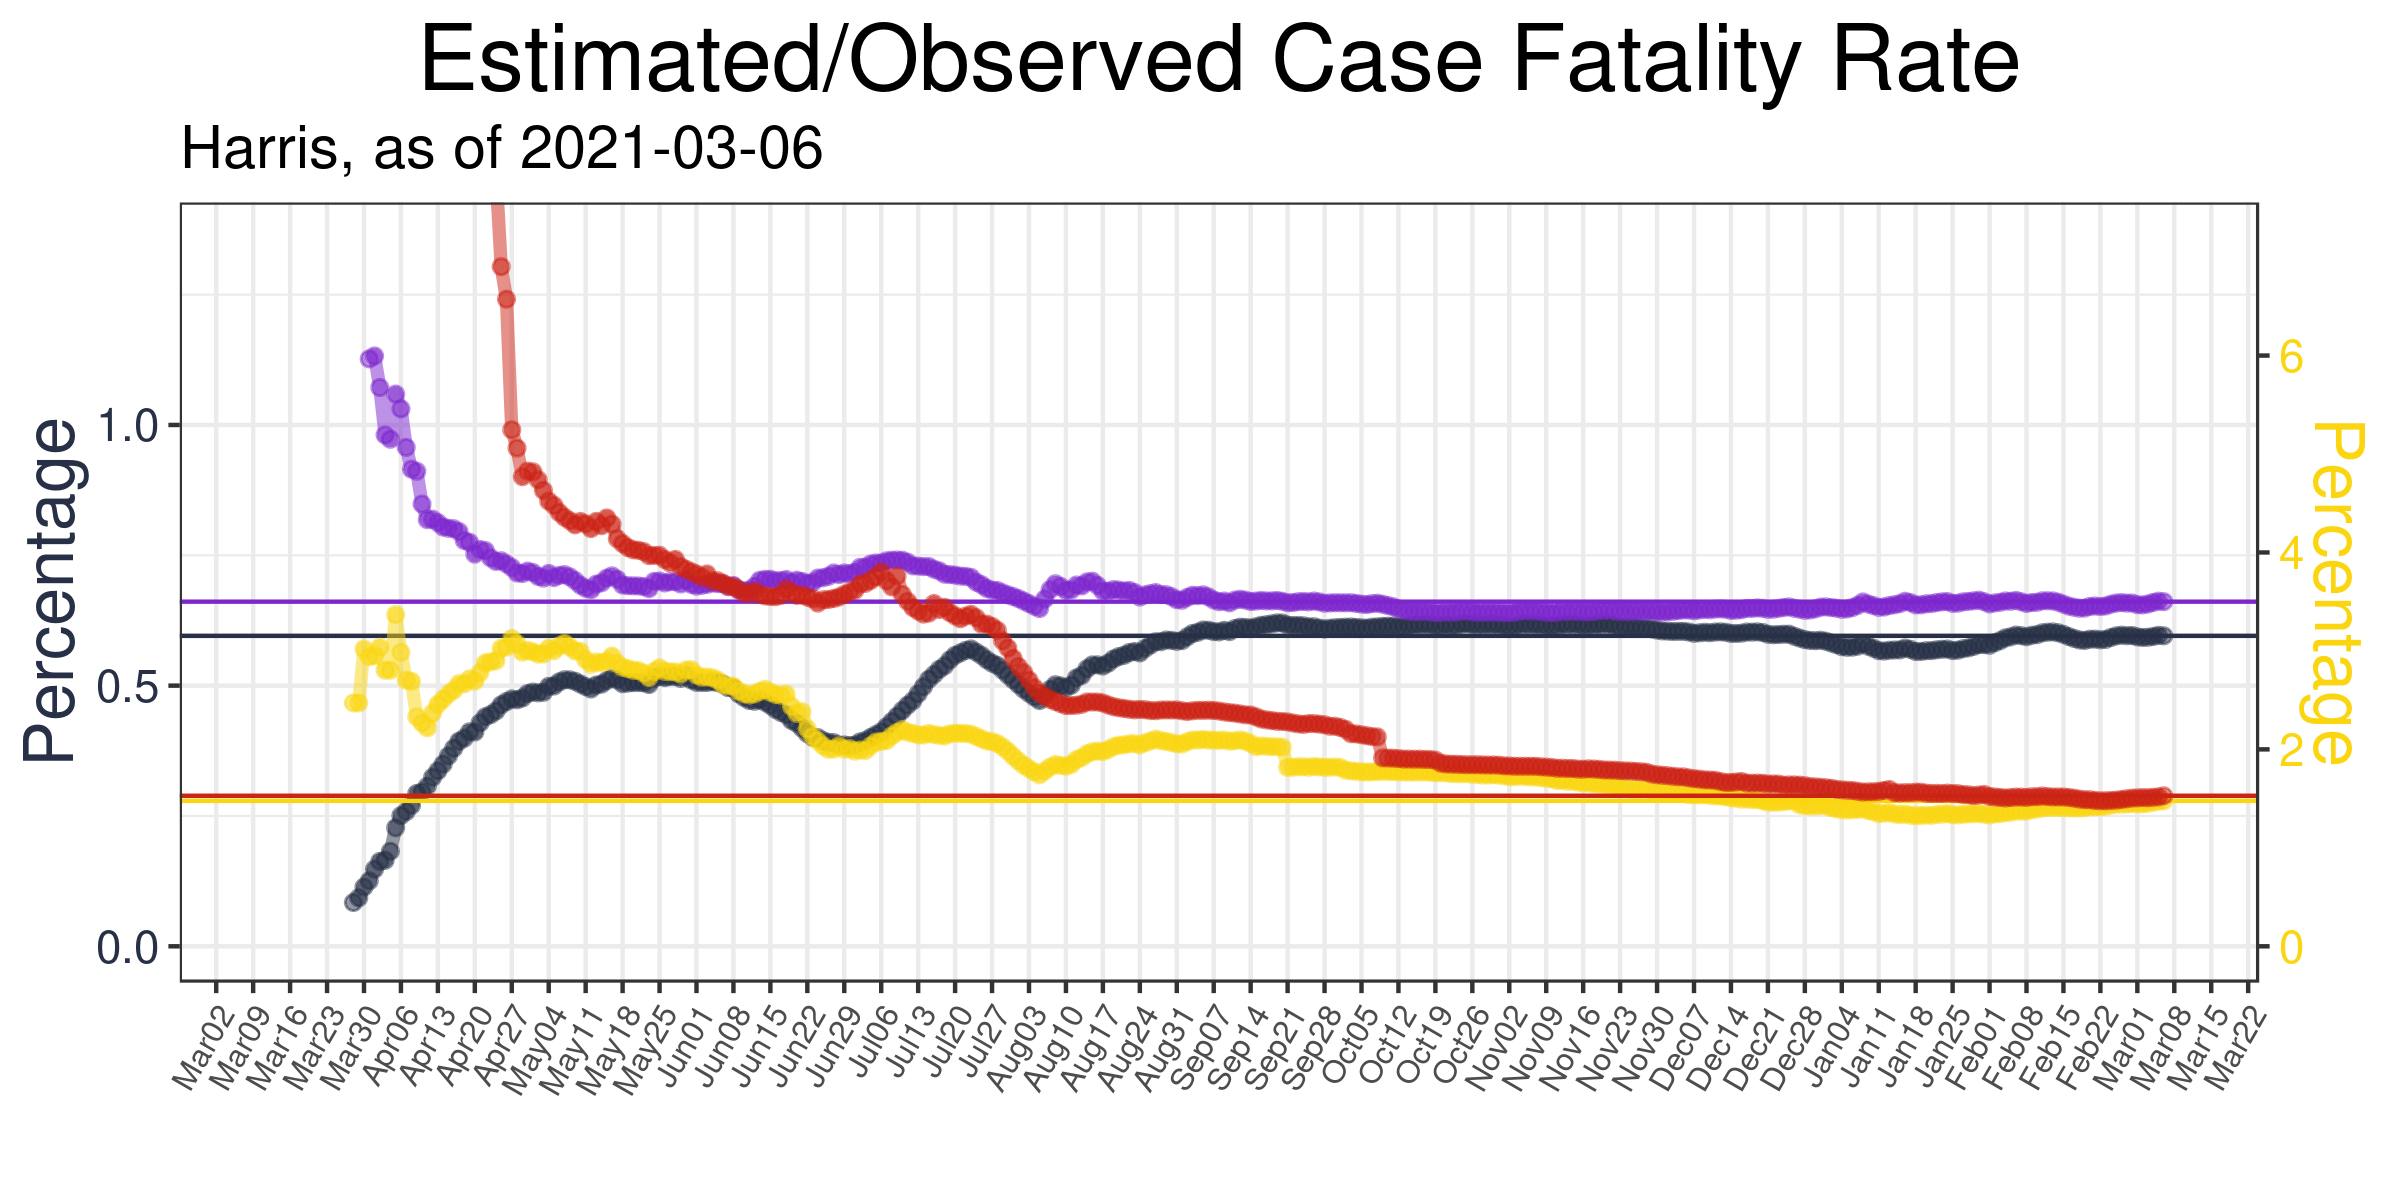 Estimated/Observed Case Fatality Rate
Harris, as of 2021-03-06
Percentage
1.0
0.5
0.0
6
4
2
0
Percentage
Mar02
Mar09
Mar16
Mar23
Mar30
Apr06
Apr13
Apr20
Apr27
May04
May11
May18
May25
Jun01
Jun08
Jun15
Jun22
Jun29
Jul06
Jul13
Jul20
Jul27
Aug03
Aug10
Aug17
Aug24
Aug31
Sep07
Sep14
Sep21
Sep28
Oct05
Oct12
Oct19
Oct26
Nov02
Nov09
Nov16
Nov23
Nov30
Dec07
Dec14
Dec21
Dec28
Jan04
Jan11
Jan18
Jan25
Feb01
Feb08
Feb15
Feb22
Mar01
Mar08
Mar15
Mar22